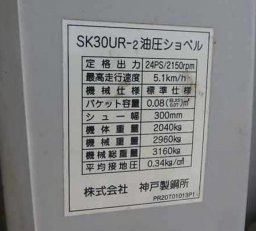 SK30UR-2 油圧ショベル
定格出力 24PS/2150rpm
最高走行速度 5.1km/h
機械仕様 標準仕様
バケット容量 0.08
シュー幅 300mm
機体重量 2040kg
機械重量 2960kg
機械総重量 3160kg
平均接地圧 0.34kg/c㎡
株式会社 神戸製鋼所
PR20T01013P1